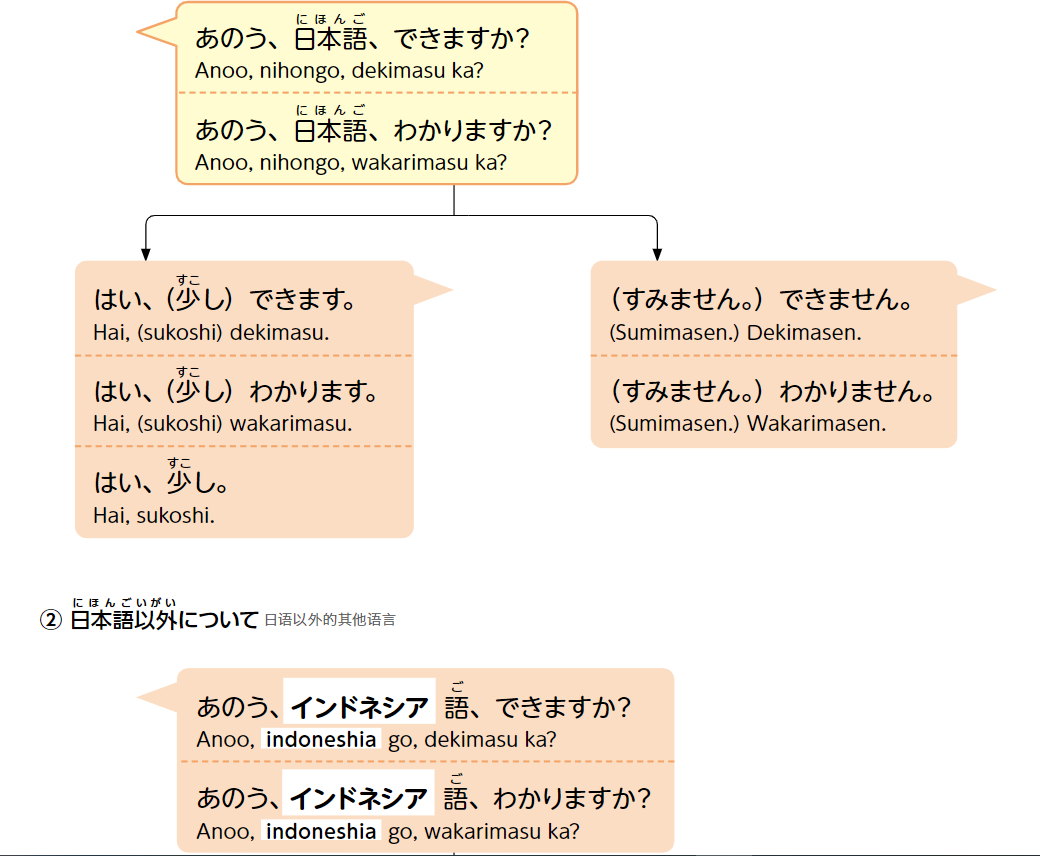 にほんご
あのう、日本語、できますか？
Anoo, nihongo, dekimasu ka?
にほんご
あのう、日本語、わかりますか？
Anoo, nihongo, wakarimasu ka?
すこ
はい、（少し）できます。
Hai, (sukoshi) dekimasu.
すこ
はい、（少し）わかります。
Hai, (sukoshi) wakarimasu.
すこ
はい、少し。
Hai, sukoshi.
（すみません。）できません。
(Sumimasen.) Dekimasen.
（すみません。）わかりません。
(Sumimasen.) Wakarimasen.
にほんごいがい
② 日本語以外について 日语以外的其他语言
ご
あのう、インドネシア 語、できますか？
Anoo, indoneshia go, dekimasu ka?
ご
あのう、インドネシア 語、わかりますか？
Anoo, indoneshia go, wakarimasu ka?